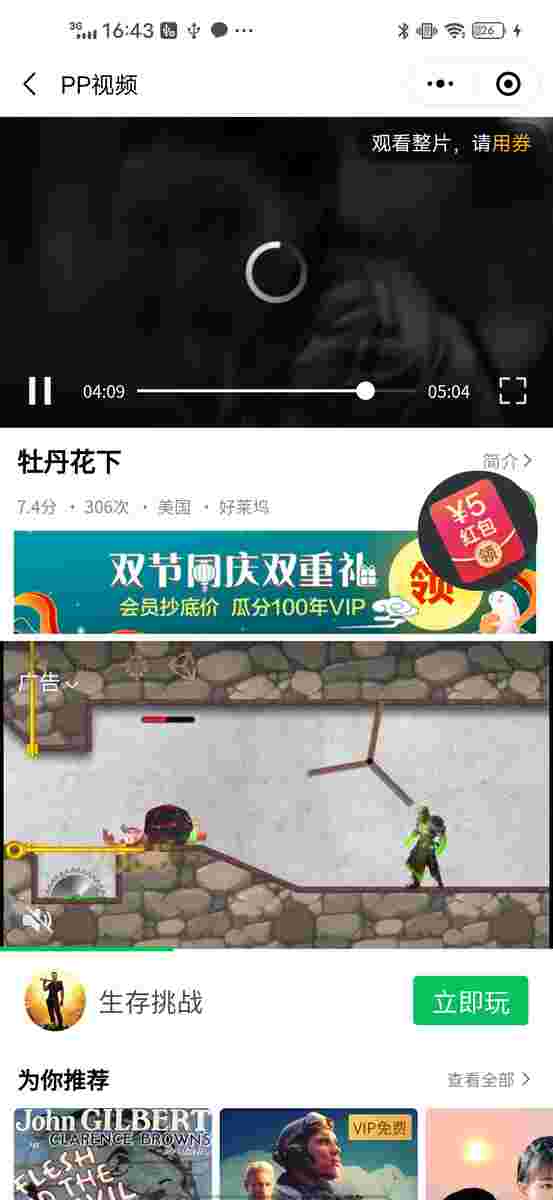 3G 16:43 26
PP视频
观看整片，请用券
04:09 05:04
牡丹花下 简介
7.4分 · 306次 · 美国 · 好莱坞
¥5
红包
领
双节同庆双重礼
会员抄底价 瓜分100年VIP
领
广告
生存挑战 立即玩
为你推荐 查看全部
John GILBERT
CLARENCE BROWNS
VIP免费
FLESH